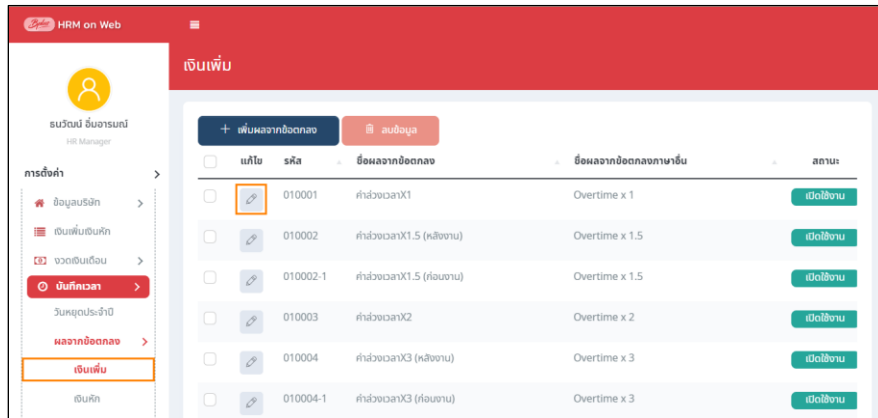 Bplus HRM on Web
เงินเพิ่ม
ธนวัฒน์ อิ่มอารมณ์
HR Manager
การตั้งค่า
ข้อมูลบริษัท
เงินเพิ่มเงินหัก
งวดเงินเดือน
บันทึกเวลา
วันหยุดประจำปี
ผลจากข้อตกลง
เงินเพิ่ม
เงินหัก
+ เพิ่มผลจากข้อตกลง ลบข้อมูล
แก้ไข รหัส ชื่อผลจากข้อตกลง ชื่อผลจากข้อตกลงภาษาอื่น สถานะ
010001 ค่าล่วงเวลาX1 Overtime x 1 เปิดใช้งาน
010002 ค่าล่วงเวลาX1.5 (หลังงาน) Overtime x 1.5 เปิดใช้งาน
010002-1 ค่าล่วงเวลาX1.5 (ก่อนงาน) Overtime x 1.5 เปิดใช้งาน
010003 ค่าล่วงเวลาX2 Overtime x 2 เปิดใช้งาน
010004 ค่าล่วงเวลาX3 (หลังงาน) Overtime x 3 เปิดใช้งาน
010004-1 ค่าล่วงเวลาX3 (ก่อนงาน) Overtime x 3 เปิดใช้งาน